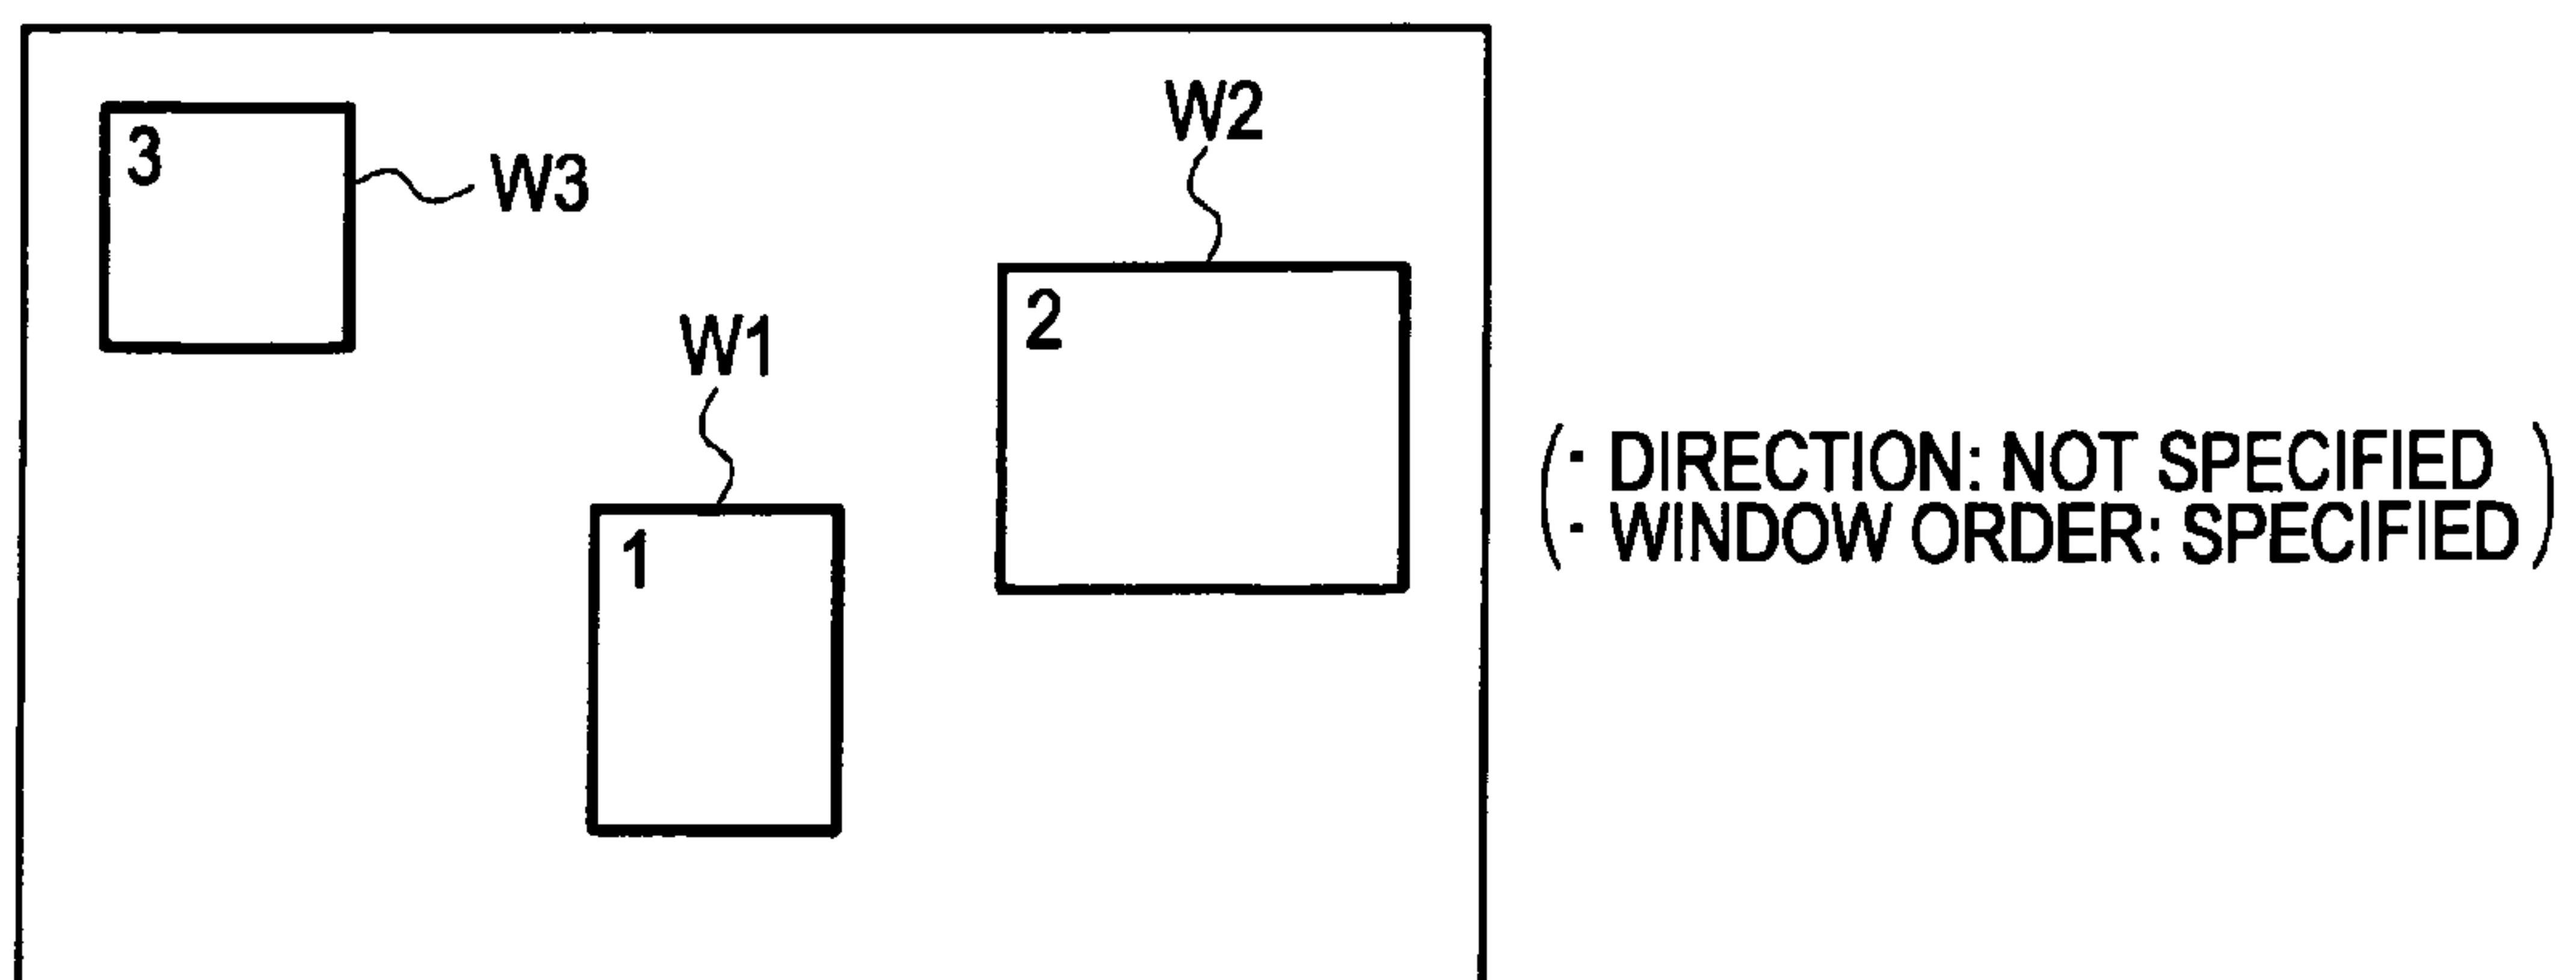 W2
3
W3
2
W1
1
(· DIRECTION: NOT SPECIFIED
· WINDOW ORDER: SPECIFIED)